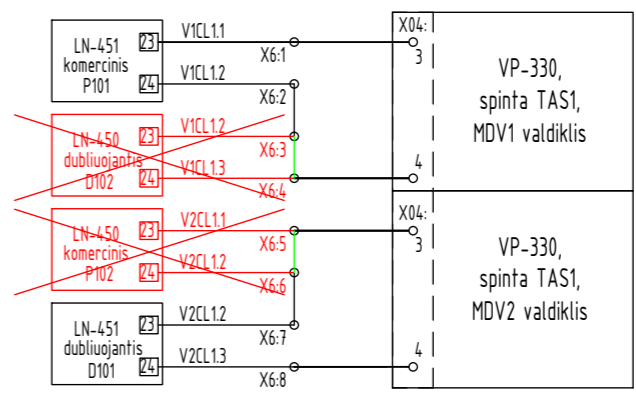 LN-451
komercinis
P101
23
24
V1CL1.1
V1CL1.2
X6:1
X6:2
LN-450
dubliuojantis
D102
23
24
V1CL1.2
V1CL1.3
X6:3
X6:4
LN-450
komercinis
P102
23
24
V2CL1.1
V2CL1.2
X6:5
X6:6
LN-451
dubliuojantis
D101
23
24
V2CL1.2
V2CL1.3
X6:7
X6:8
X04:
3
4
VP-330,
spinta TAS1,
MDV1 valdiklis
X04:
3
4
VP-330,
spinta TAS1,
MDV2 valdiklis